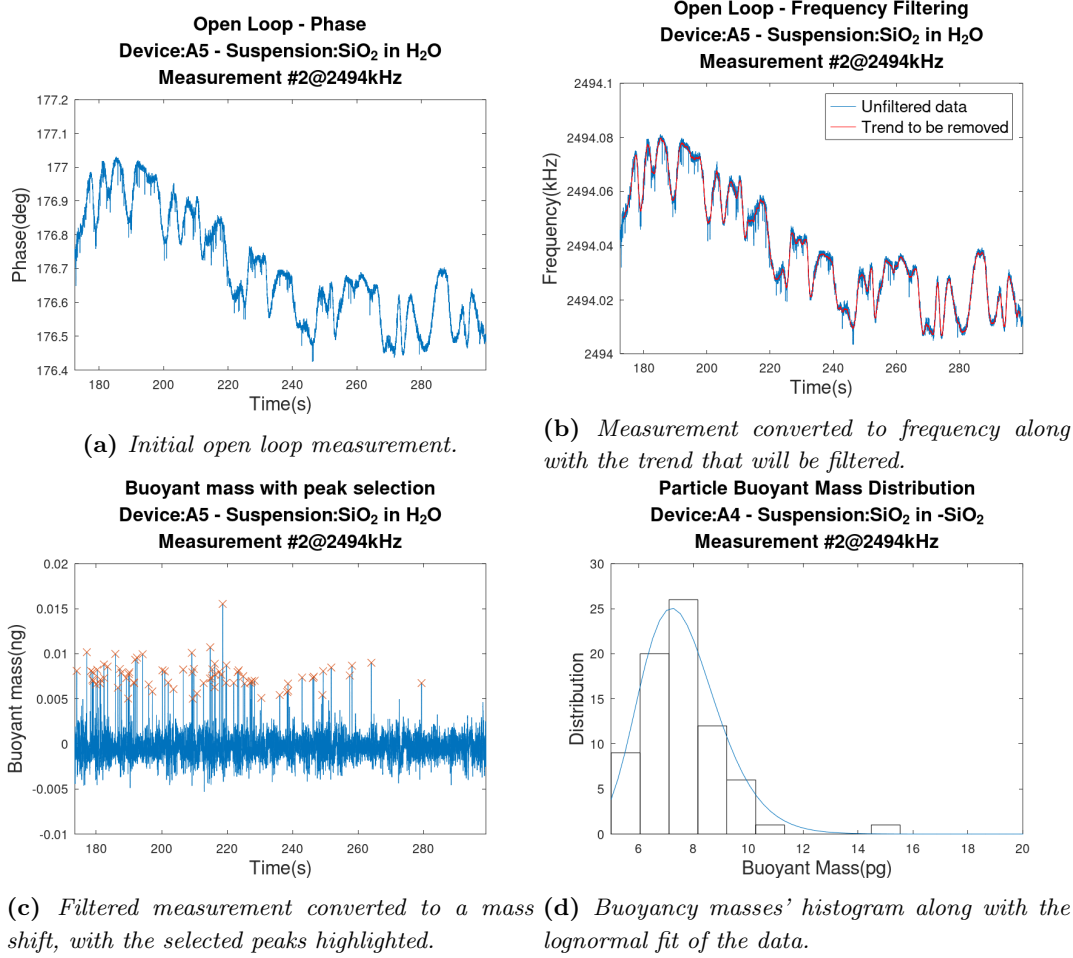 Open Loop - Phase
Device:A5 - Suspension:SiO₂ in H₂O
Measurement #2@2494kHz
177.2
177.1
177
176.9
176.8
176.7
176.6
176.5
176.4
Phase(deg)
180
200
220
240
260
280
Time(s)
(a) Initial open loop measurement.
Open Loop - Frequency Filtering
Device:A5 - Suspension:SiO₂ in H₂O
Measurement #2@2494kHz
2494.1
2494.08
2494.06
2494.04
2494.02
2494
Frequency(kHz)
Unfiltered data
Trend to be removed
180
200
220
240
260
280
Time(s)
(b) Measurement converted to frequency along
with the trend that will be filtered.
Buoyant mass with peak selection
Device:A5 - Suspension:SiO₂ in H₂O
Measurement #2@2494kHz
0.02
0.015
0.01
0.005
0
-0.005
-0.01
Buoyant mass(ng)
180
200
220
240
260
280
Time(s)
(c) Filtered measurement converted to a mass
shift, with the selected peaks highlighted.
Particle Buoyant Mass Distribution
Device:A4 - Suspension:SiO₂ in -SiO₂
Measurement #2@2494kHz
30
25
20
15
10
5
0
Distribution
6
8
10
12
14
16
18
20
Buoyant Mass(pg)
(d) Buoyancy masses' histogram along with the
lognormal fit of the data.